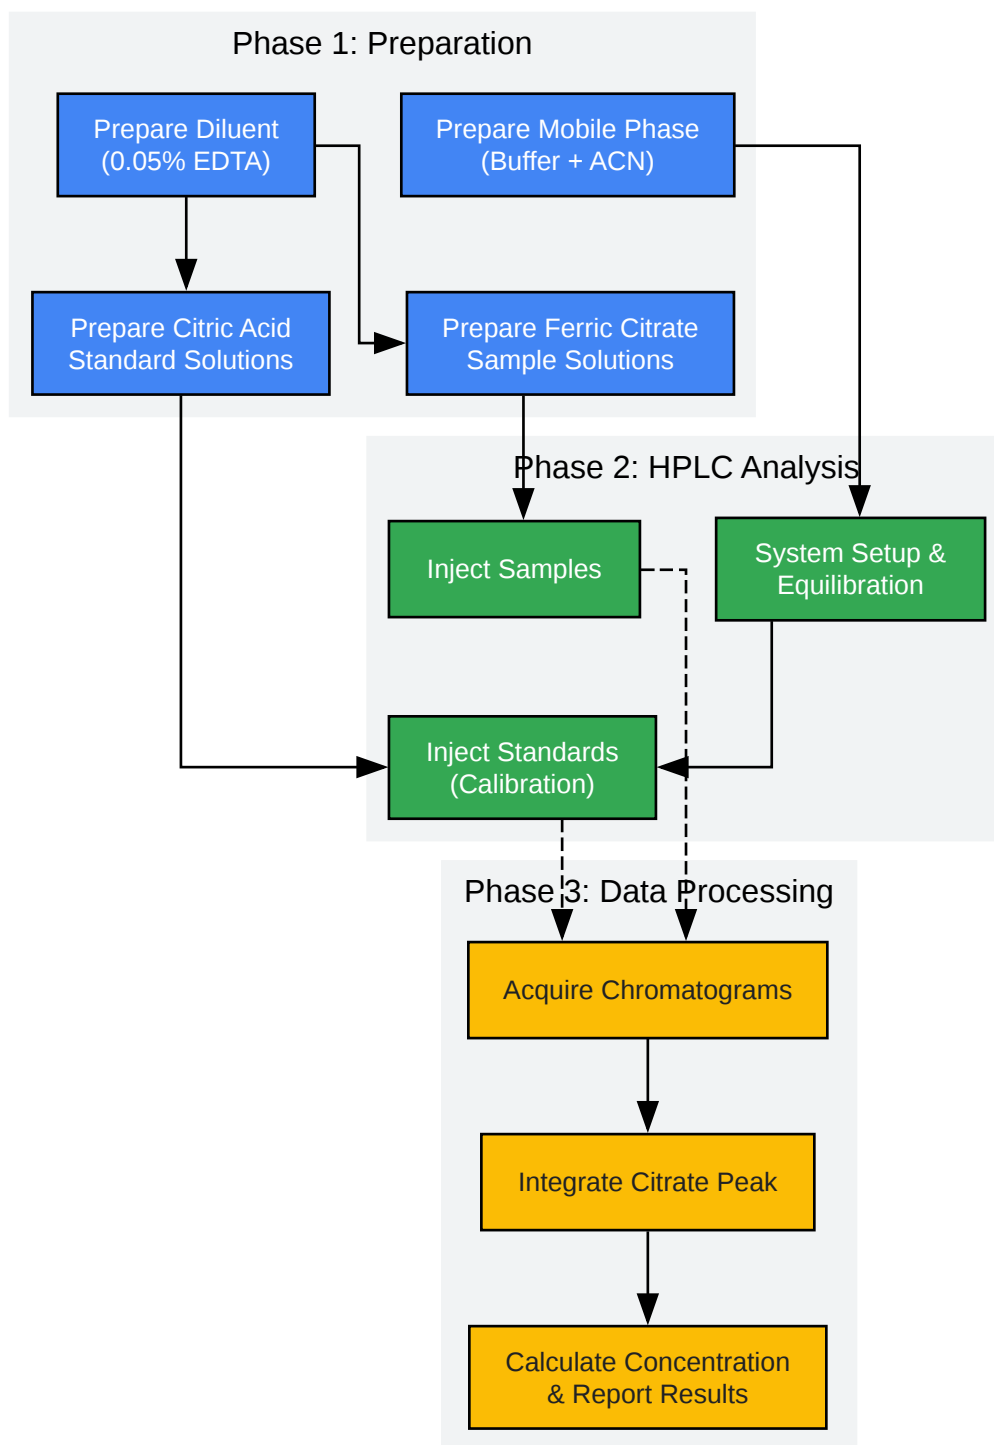 Phase 1: Preparation
Prepare Diluent
(0.05% EDTA)
Prepare Mobile Phase
(Buffer + ACN)
Prepare Citric Acid
Standard Solutions
Prepare Ferric Citrate
Sample Solutions
Phase 2: HPLC Analysis
Inject Samples
System Setup &
Equilibration
Inject Standards
(Calibration)
Phase 3: Data Processing
Acquire Chromatograms
Integrate Citrate Peak
Calculate Concentration
& Report Results